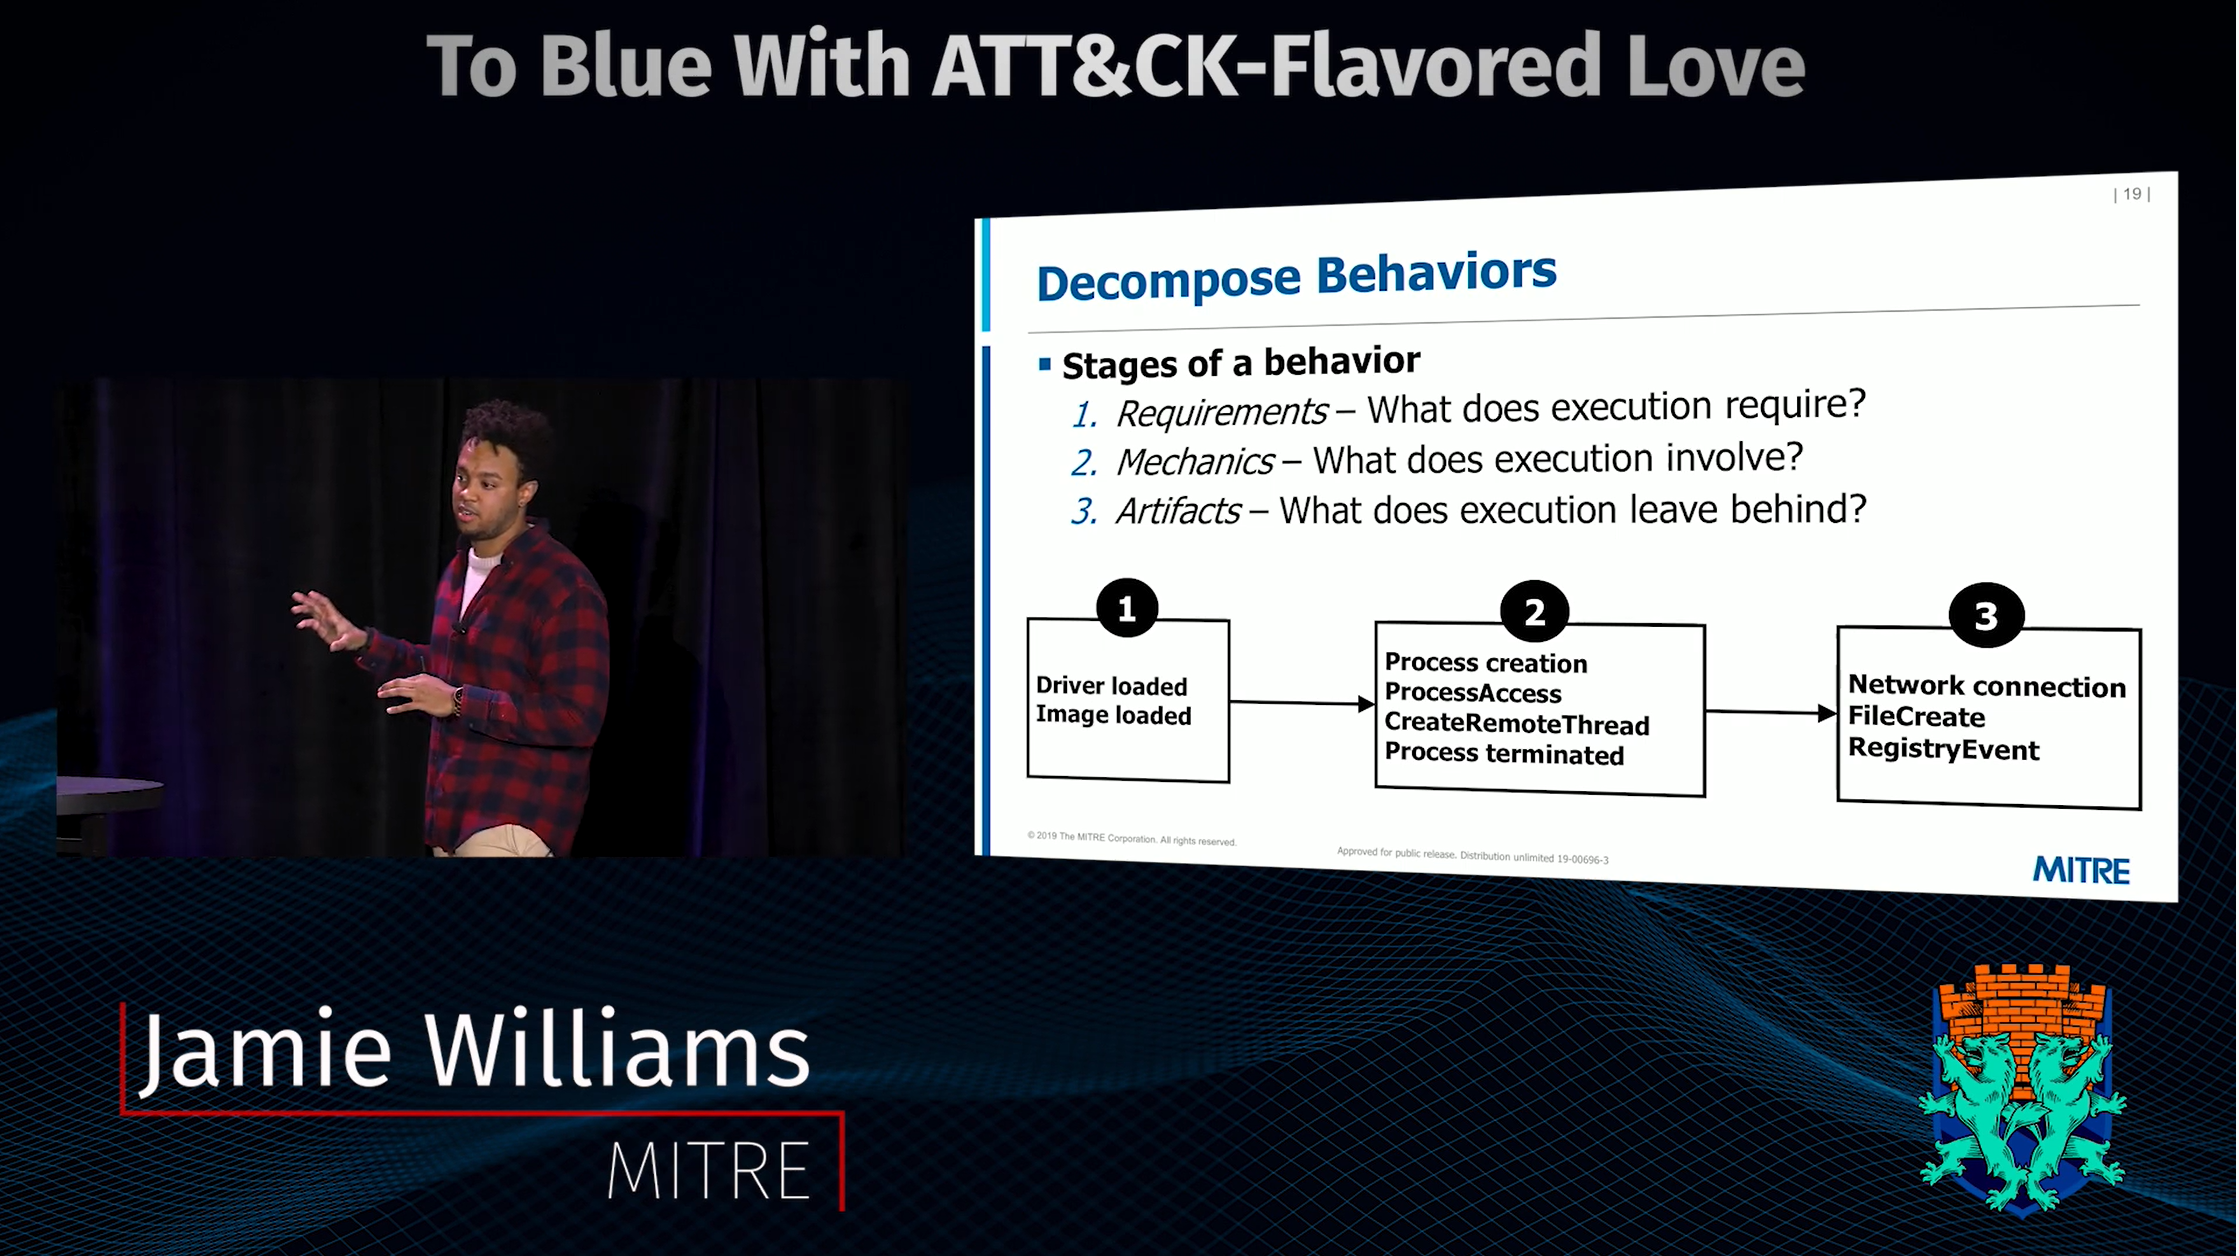 To Blue With ATT&CK-Flavored Love
| 19 |
Decompose Behaviors
▪ Stages of a behavior
1. Requirements – What does execution require?
2. Mechanics – What does execution involve?
3. Artifacts – What does execution leave behind?
1
Driver loaded
Image loaded
2
Process creation
ProcessAccess
CreateRemoteThread
Process terminated
3
Network connection
FileCreate
RegistryEvent
© 2019 The MITRE Corporation. All rights reserved.
Approved for public release. Distribution unlimited 19-00696-3
MITRE
Jamie Williams
MITRE